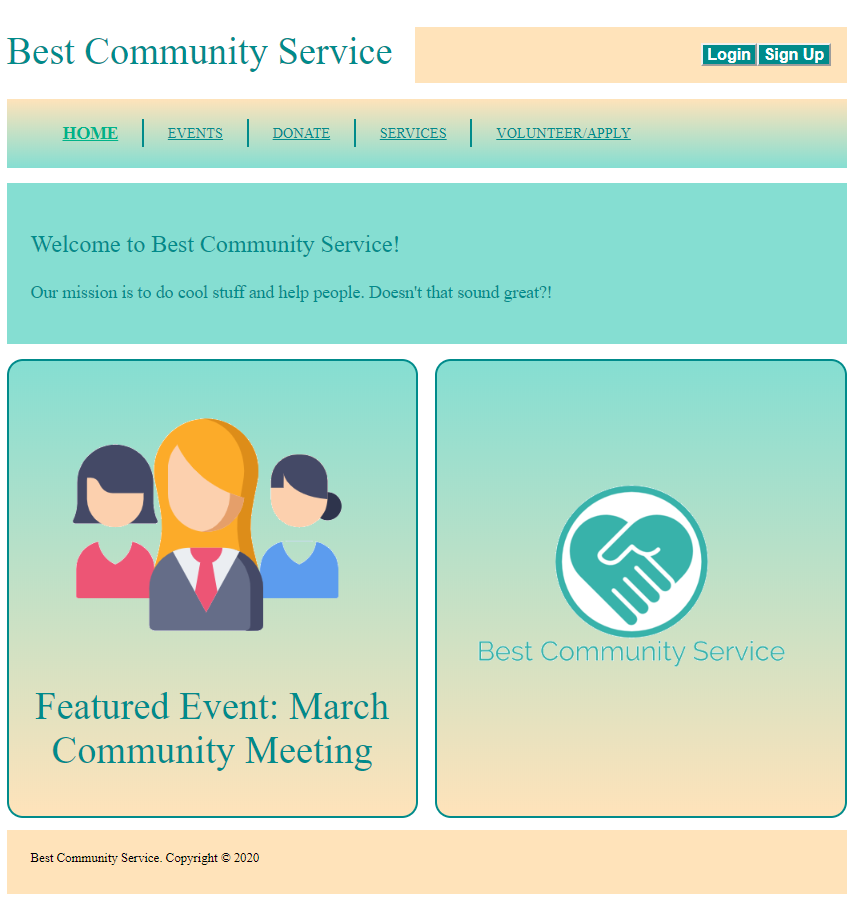 Best Community Service
Login Sign Up
HOME EVENTS DONATE SERVICES VOLUNTEER/APPLY
Welcome to Best Community Service!
Our mission is to do cool stuff and help people. Doesn't that sound great?!
Featured Event: March
Community Meeting
Best Community Service
Best Community Service. Copyright © 2020